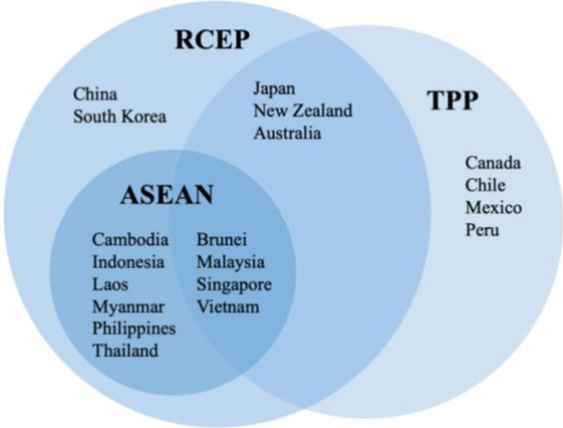 RCEP
China
South Korea
Japan
New Zealand
Australia
TPP
Canada
Chile
Mexico
Peru
ASEAN
Cambodia
Indonesia
Laos
Myanmar
Philippines
Thailand
Brunei
Malaysia
Singapore
Vietnam